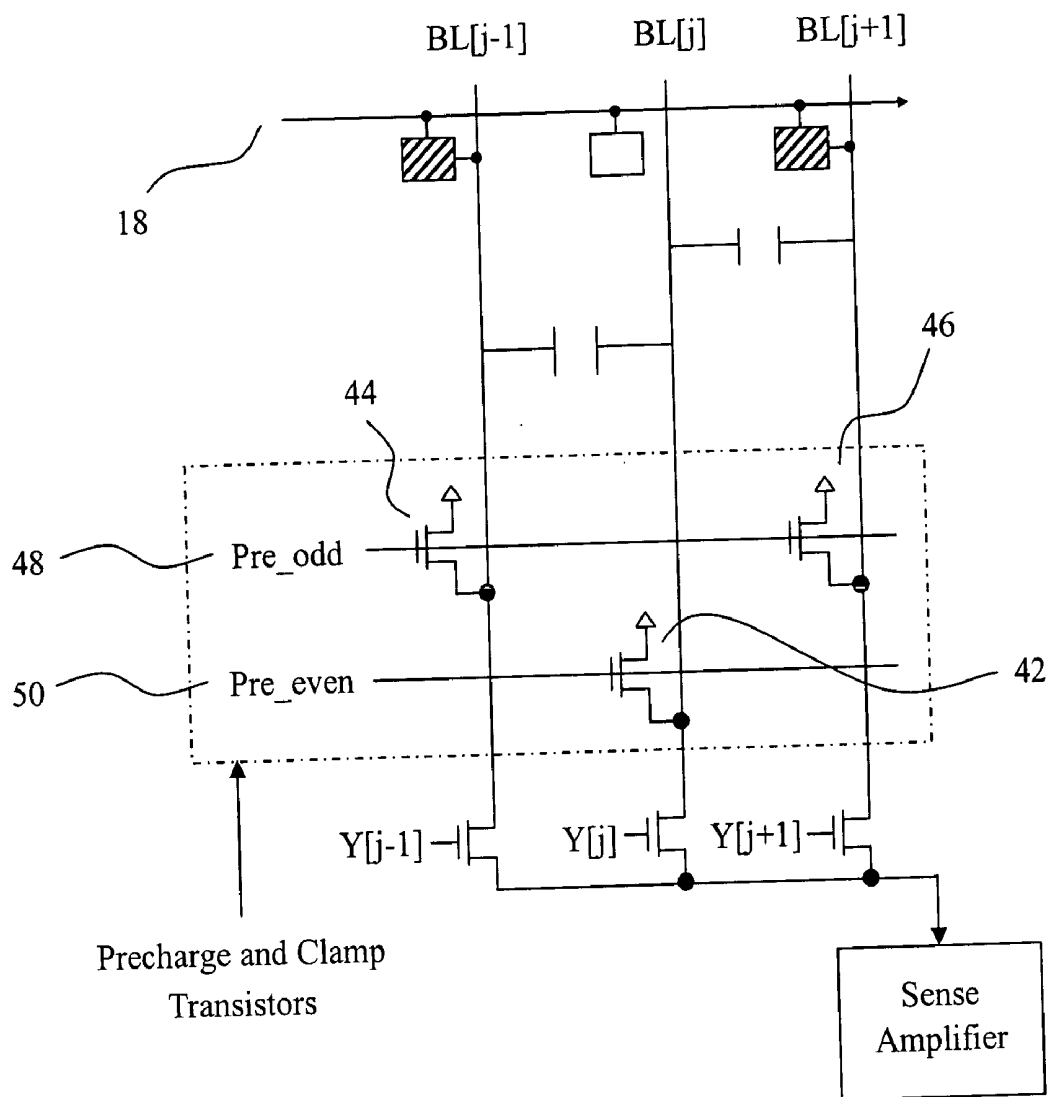 BL[j-1]
BL[j]
BL[j+1]
18
46
44
48
Pre_odd
50
Pre_even
42
Y[j-1]
Y[j]
Y[j+1]
Precharge and Clamp
Transistors
Sense
Amplifier